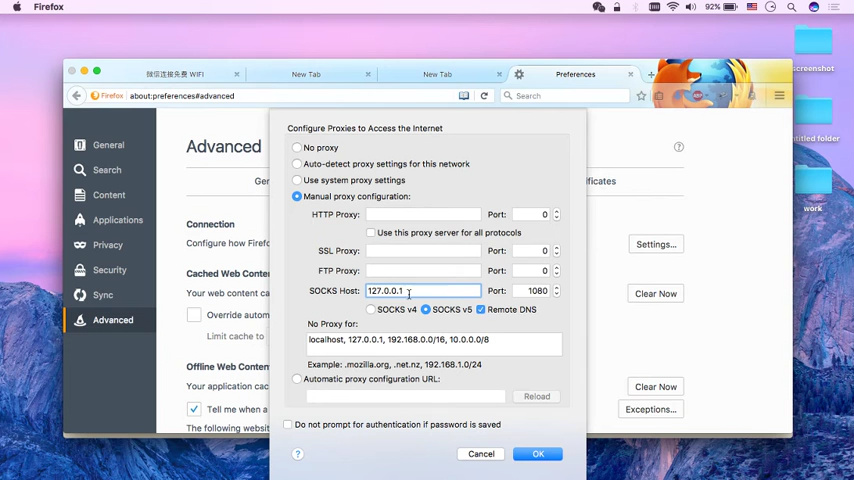 Firefox
92%
微信连接免费 WIFI
New Tab
New Tab
Preferences
Firefox
about:preferences#advanced
Search
screenshot
untitled folder
work
General
Search
Content
Applications
Privacy
Security
Sync
Advanced
Advanced
Connection
Configure how Firefo
Settings...
Cached Web Conten
Your web content ca
Clear Now
Override autom
Limit cache to
Offline Web Conten
Your application cac
Clear Now
Tell me when a
Exceptions...
The following websit
Configure Proxies to Access the Internet
No proxy
Auto-detect proxy settings for this network
Use system proxy settings
Manual proxy configuration:
HTTP Proxy: Port: 0
Use this proxy server for all protocols
SSL Proxy: Port: 0
FTP Proxy: Port: 0
SOCKS Host: 127.0.0.1 Port: 1080
SOCKS v4 SOCKS v5 Remote DNS
No Proxy for:
localhost, 127.0.0.1, 192.168.0.0/16, 10.0.0.0/8
Example: .mozilla.org, .net.nz, 192.168.1.0/24
Automatic proxy configuration URL:
Reload
Do not prompt for authentication if password is saved
?
Cancel
OK